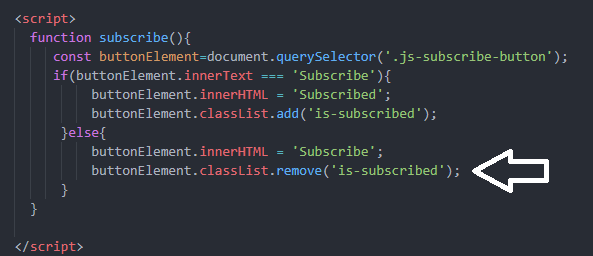 <script>
function subscribe(){
const buttonElement=document.querySelector('.js-subscribe-button');
if(buttonElement.innerText === 'Subscribe'){
buttonElement.innerHTML = 'Subscribed';
buttonElement.classList.add('is-subscribed');
}else{
buttonElement.innerHTML = 'Subscribe';
buttonElement.classList.remove('is-subscribed');
}
}
</script>